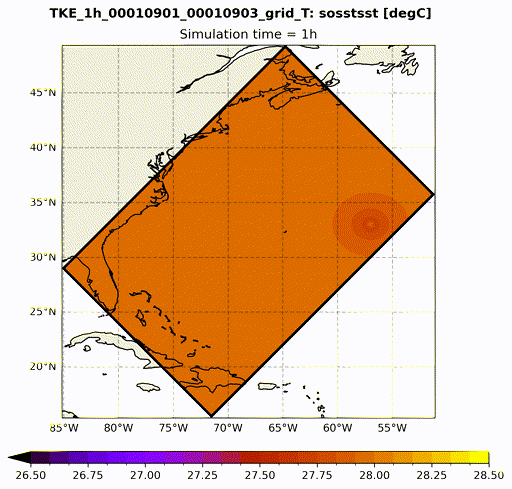 TKE_1h_00010901_00010903_grid_T: sosstsst [degC]
Simulation time = 1h
45°N
40°N
35°N
30°N
25°N
20°N
85°W 80°W 75°W 70°W 65°W 60°W 55°W
26.50 26.75 27.00 27.25 27.50 27.75 28.00 28.25 28.50